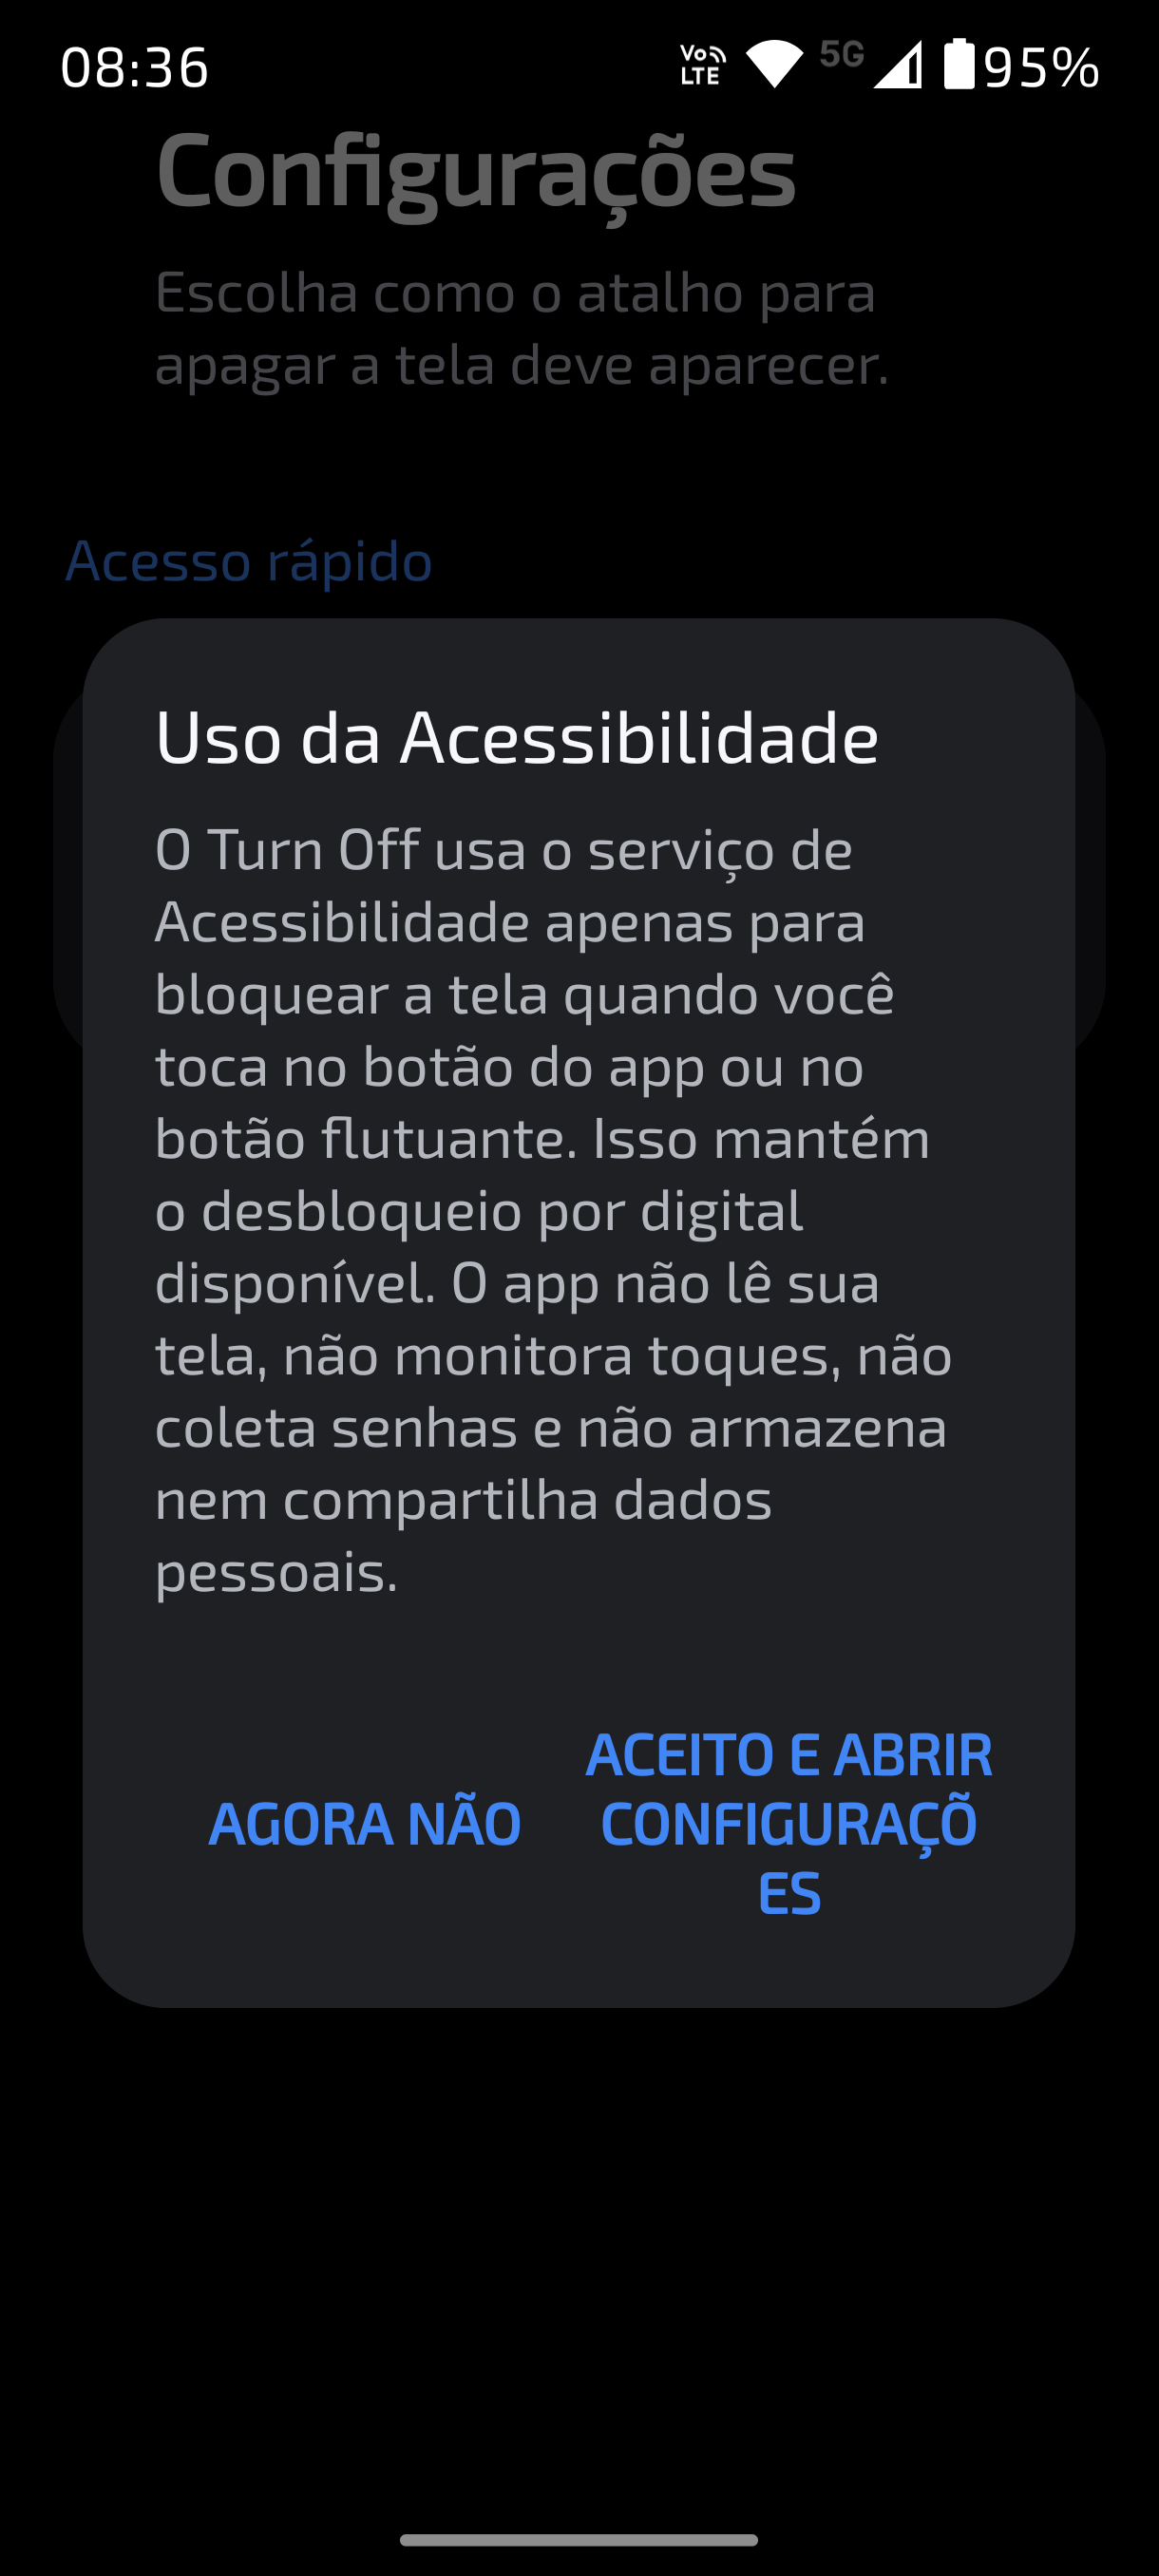 08:36
Vo LTE 5G 95%
Configurações
Escolha como o atalho para
apagar a tela deve aparecer.
Acesso rápido
Uso da Acessibilidade
O Turn Off usa o serviço de
Acessibilidade apenas para
bloquear a tela quando você
toca no botão do app ou no
botão flutuante. Isso mantém
o desbloqueio por digital
disponível. O app não lê sua
tela, não monitora toques, não
coleta senhas e não armazena
nem compartilha dados
pessoais.
AGORA NÃO
ACEITO E ABRIR
CONFIGURAÇÕ
ES